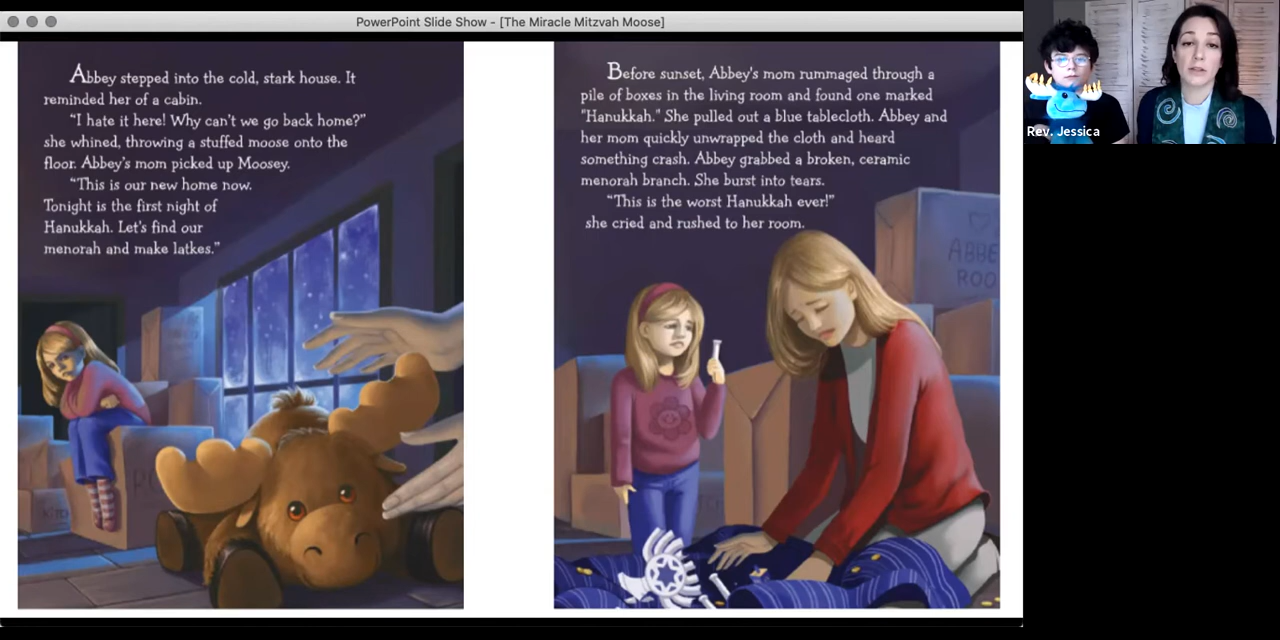 PowerPoint Slide Show - [The Miracle Mitzvah Moose]
Abbey stepped into the cold, stark house. It
reminded her of a cabin.
"I hate it here! Why can't we go back home?"
she whined, throwing a stuffed moose onto the
floor. Abbey's mom picked up Moosey.
"This is our new home now.
Tonight is the first night of
Hanukkah. Let's find our
menorah and make latkes."
Before sunset, Abbey's mom rummaged through a
pile of boxes in the living room and found one marked
"Hanukkah." She pulled out a blue tablecloth. Abbey and
her mom quickly unwrapped the cloth and heard
something crash. Abbey grabbed a broken, ceramic
menorah branch. She burst into tears.
"This is the worst Hanukkah ever!"
she cried and rushed to her room.
ABBE
ROO
Rev. Jessica